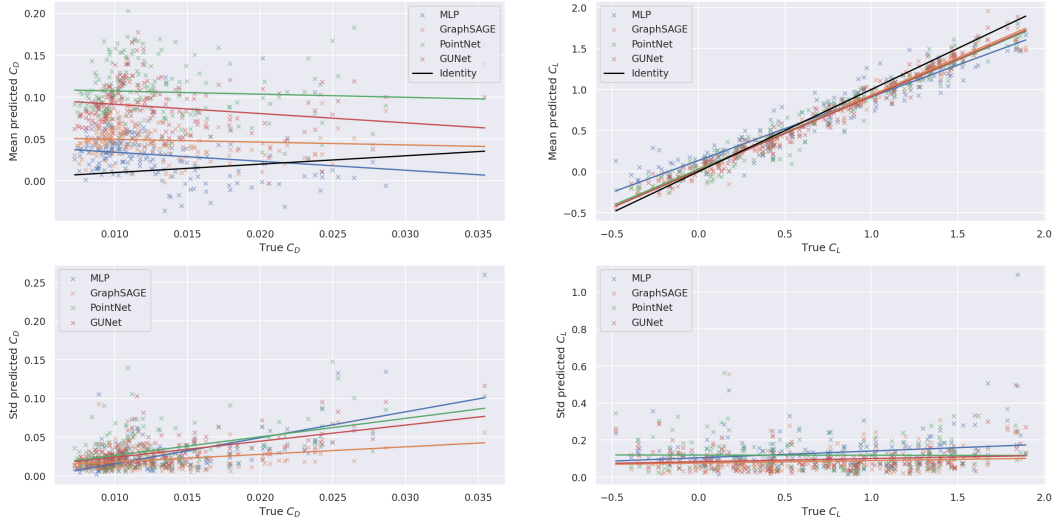 0.20
0.15
0.10
0.05
0.00
Mean predicted C_D
MLP
GraphSAGE
PointNet
GUNet
Identity
0.010 0.015 0.020 0.025 0.030 0.035
True C_D
2.0
1.5
1.0
0.5
0.0
−0.5
Mean predicted C_L
MLP
GraphSAGE
PointNet
GUNet
Identity
−0.5 0.0 0.5 1.0 1.5 2.0
True C_L
0.25
0.20
0.15
0.10
0.05
0.00
Std predicted C_D
MLP
GraphSAGE
PointNet
GUNet
0.010 0.015 0.020 0.025 0.030 0.035
True C_D
1.0
0.8
0.6
0.4
0.2
0.0
Std predicted C_L
MLP
GraphSAGE
PointNet
GUNet
−0.5 0.0 0.5 1.0 1.5 2.0
True C_L